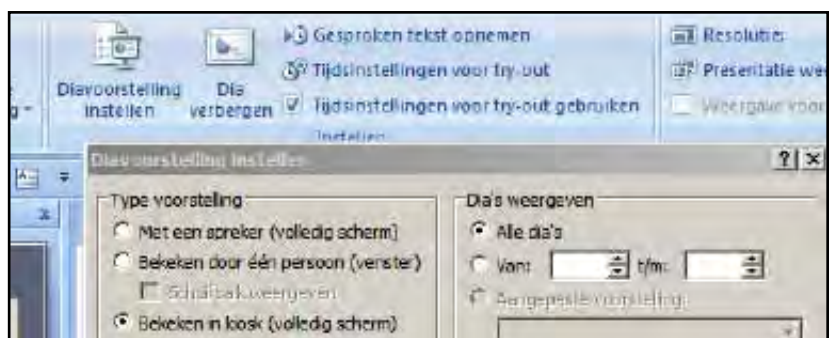 Gesproken tekst opnemen
Tijdsinstellingen voor try-out
Tijdsinstellingen voor try-out gebruiken
Diavoorstelling instellen
Dia verbergen
Instellen
Resolutie:
Presentatie
Weergave
Diavoorstelling instellen
Type voorstelling
Met een spreker (volledig scherm)
Bekeken door één persoon (venster)
Schuifbalk weergeven
Bekeken in kiosk (volledig scherm)
Dia's weergeven
Alle dia's
Van: t/m:
Aangepaste voorstelling: